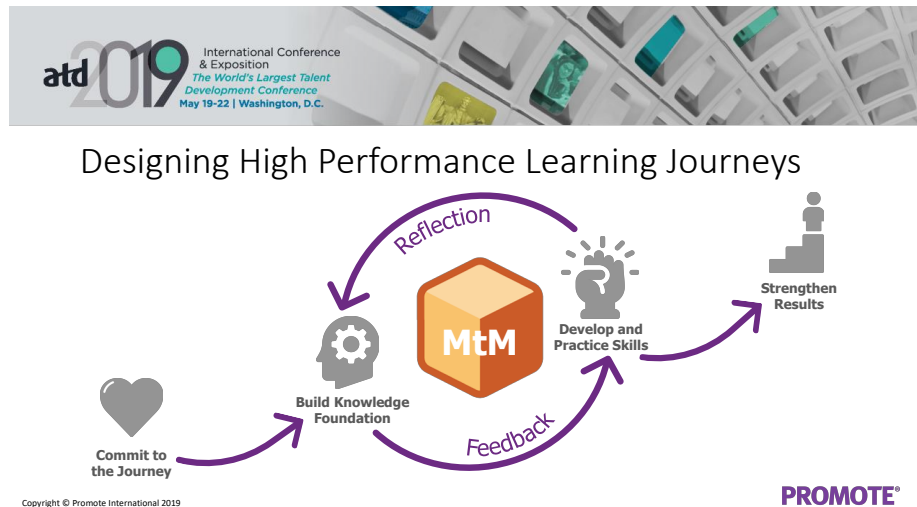 atd 2019
International Conference
& Exposition
The World's Largest Talent
Development Conference
May 19-22 | Washington, D.C.
Designing High Performance Learning Journeys
Reflection
Strengthen
Results
MtM
Develop and
Practice Skills
Build Knowledge
Foundation
Feedback
Commit to
the Journey
Copyright © Promote International 2019
PROMOTE®